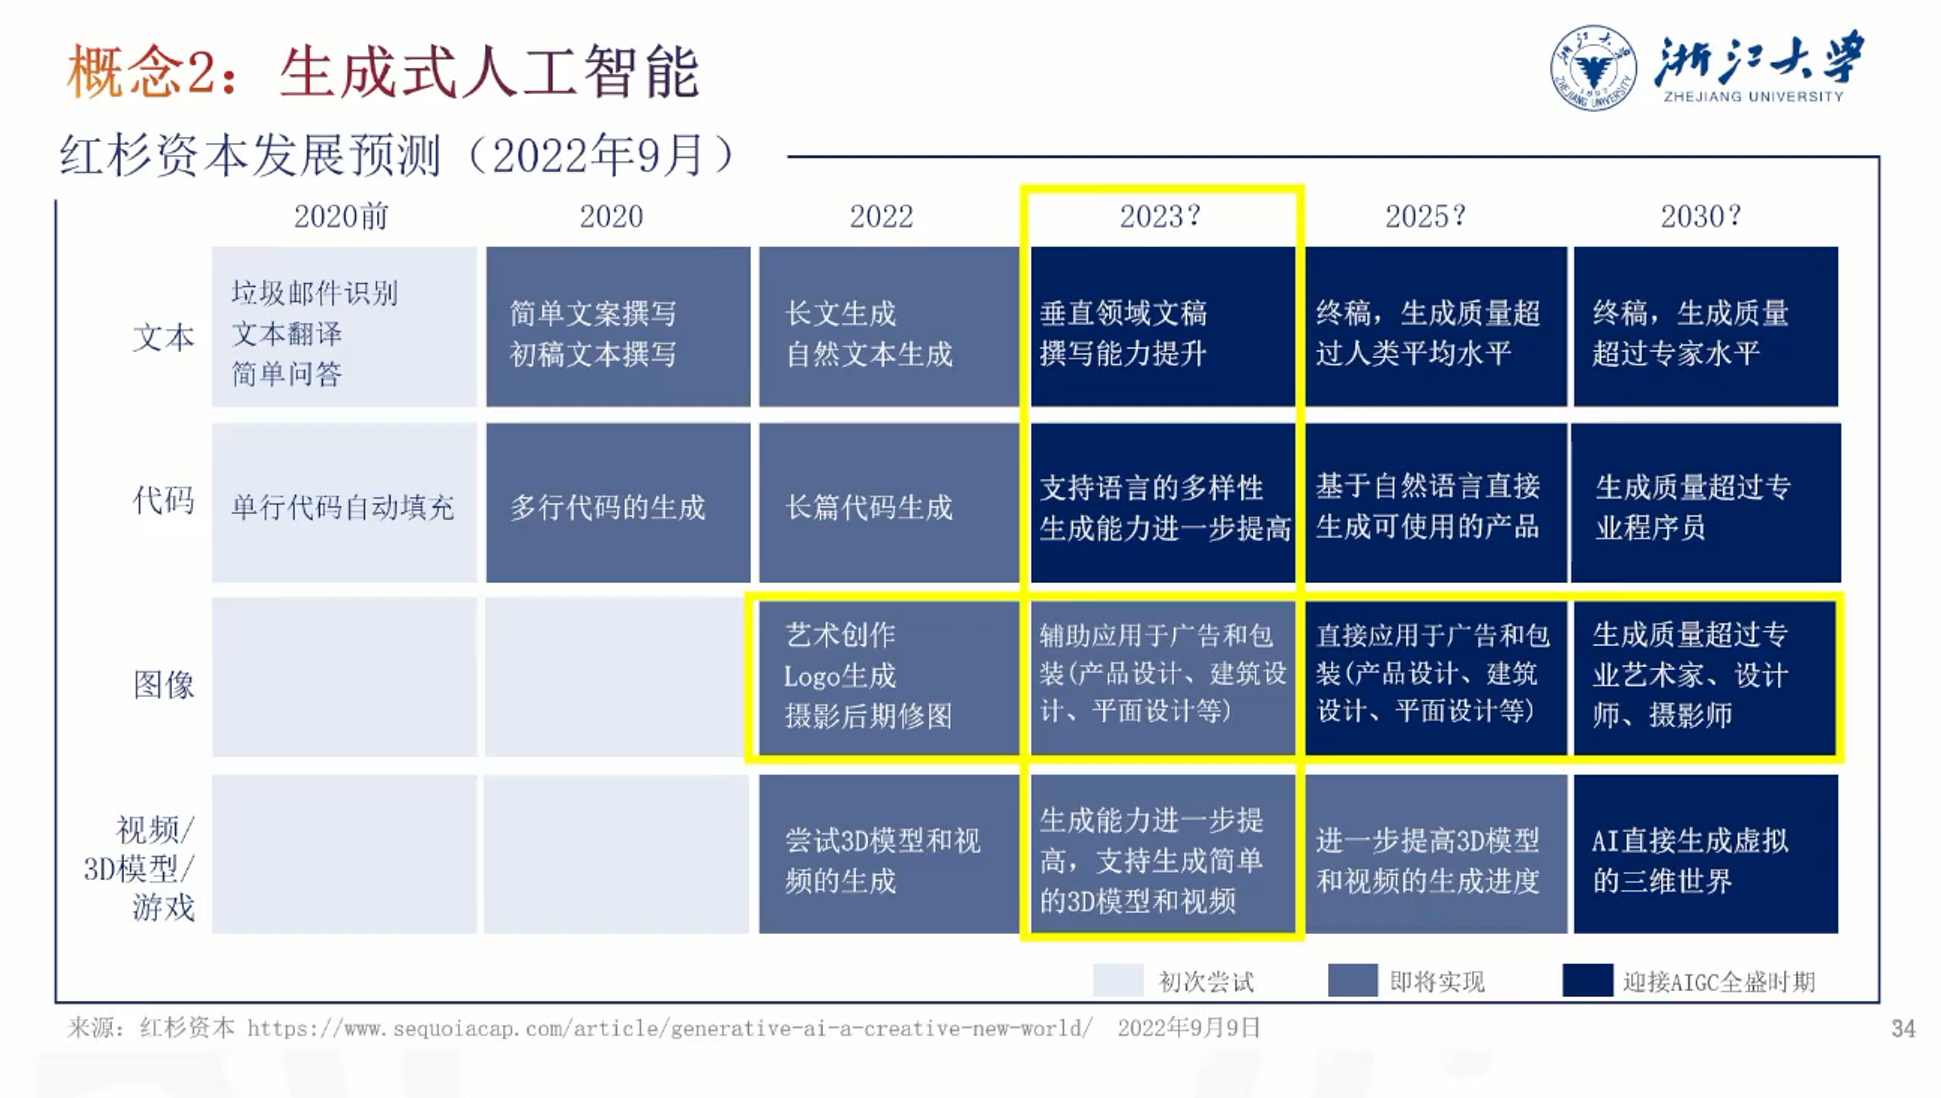 概念2：生成式人工智能
浙江大学
ZHEJIANG UNIVERSITY
红杉资本发展预测（2022年9月）
2020前
2020
2022
2023?
2025?
2030?
文本
垃圾邮件识别
文本翻译
简单问答
简单文案撰写
初稿文本撰写
长文生成
自然文本生成
垂直领域文稿
撰写能力提升
终稿，生成质量超
过人类平均水平
终稿，生成质量
超过专家水平
代码
单行代码自动填充
多行代码的生成
长篇代码生成
支持语言的多样性
生成能力进一步提高
基于自然语言直接
生成可使用的产品
生成质量超过专
业程序员
图像
艺术创作
Logo生成
摄影后期修图
辅助应用于广告和包
装(产品设计、建筑设
计、平面设计等)
直接应用于广告和包
装(产品设计、建筑
设计、平面设计等)
生成质量超过专
业艺术家、设计
师、摄影师
视频/
3D模型/
游戏
尝试3D模型和视
频的生成
生成能力进一步提
高，支持生成简单
的3D模型和视频
进一步提高3D模型
和视频的生成进度
AI直接生成虚拟
的三维世界
初次尝试
即将实现
迎接AIGC全盛时期
来源：红杉资本 https://www.sequoiacap.com/article/generative-ai-a-creative-new-world/ 2022年9月9日
34